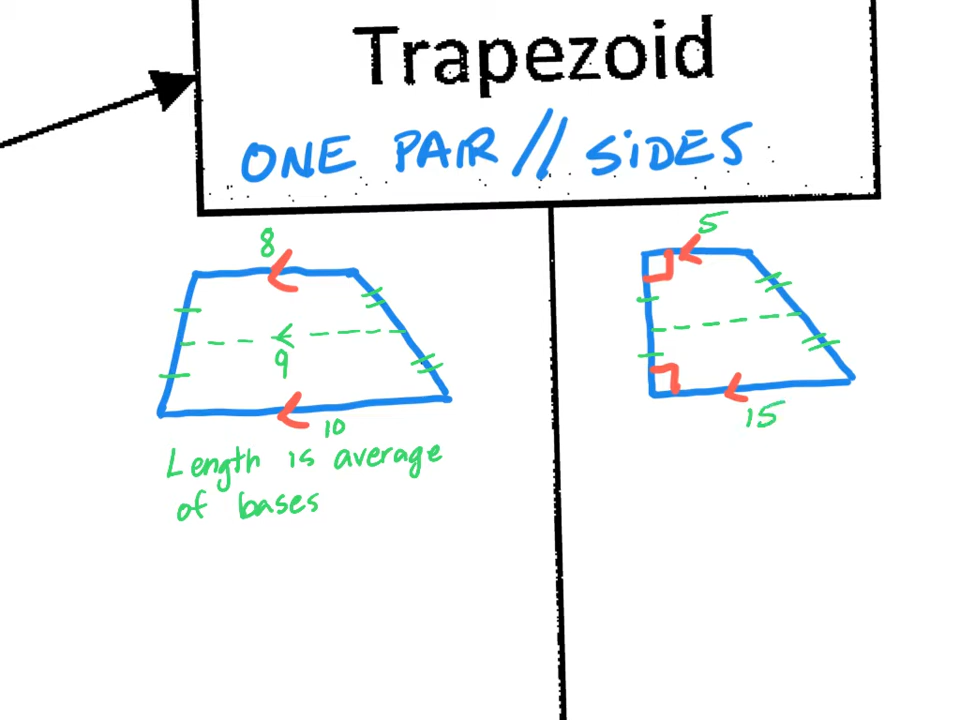 Trapezoid
ONE PAIR // SiDES
8
5
9
10
15
Length is average
of bases